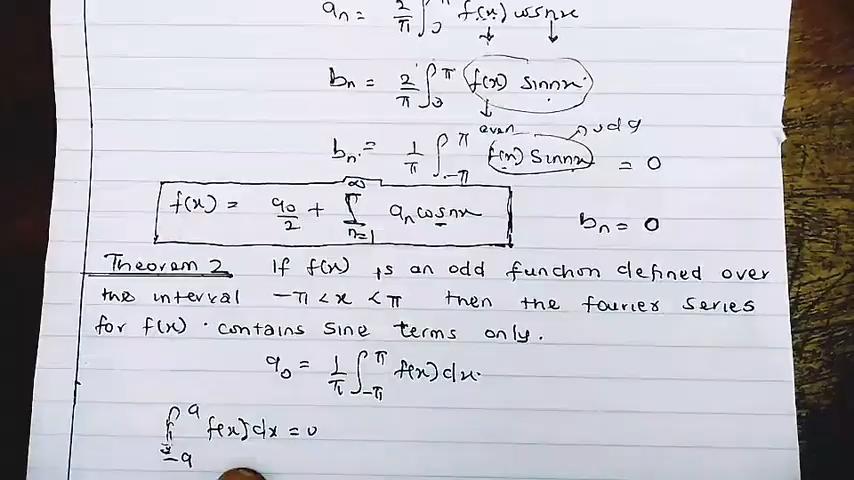 aₙ = 2/π ∫₀^π f(x) cosnx
bₙ = 2/π ∫₀^π f(x) sinnx
even odd
bₙ = 1/π ∫₋π^π f(x) sinnx = 0
f(x) = a₀/2 + Σₙ₌₁^∞ aₙ cosnx bₙ = 0
Theorem 2 If f(x) is an odd function defined over
the interval -π < x < π then the fourier series
for f(x) contains sine terms only.
a₀ = 1/π ∫₋π^π f(x) dx
∫₋ₐ^a f(x) dx = 0